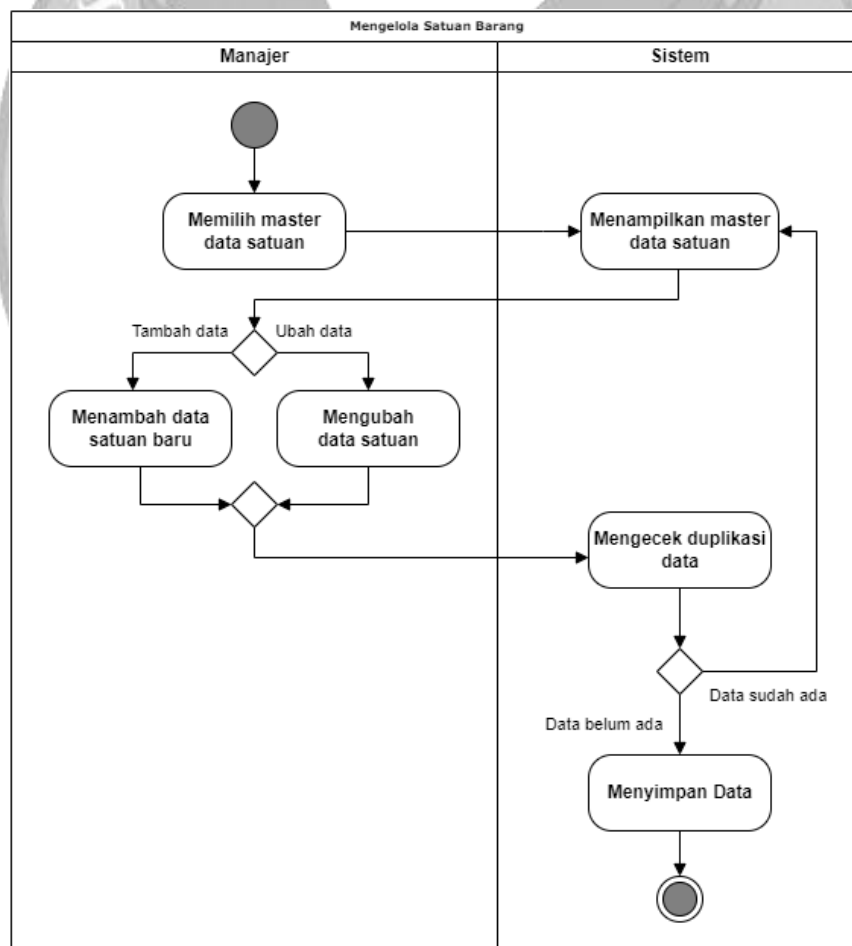 Mengelola Satuan Barang
Manajer
Sistem
Memilih master
data satuan
Menampilkan master
data satuan
Tambah data
Ubah data
Menambah data
satuan baru
Mengubah
data satuan
Mengecek duplikasi
data
Data sudah ada
Data belum ada
Menyimpan Data